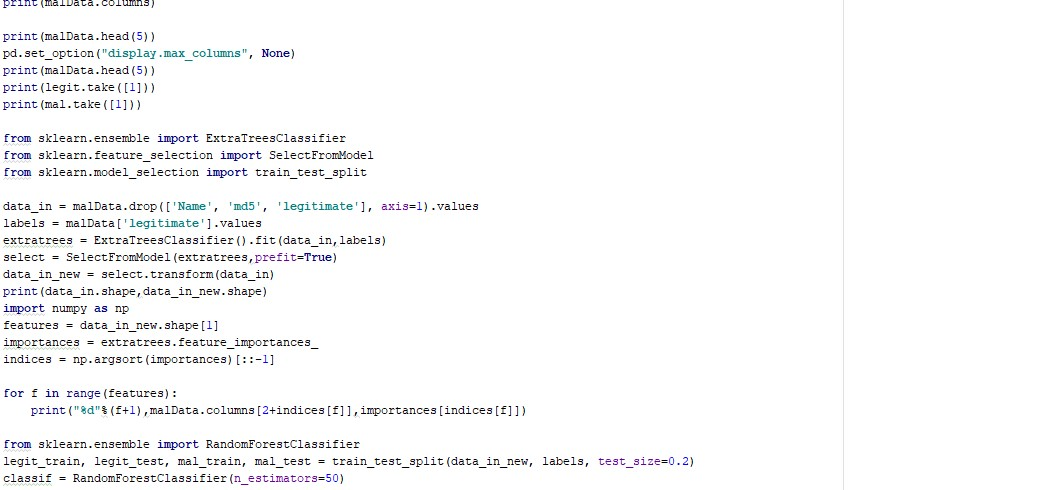 print(malData.columns)
print(malData.head(5))
pd.set_option("display.max_columns", None)
print(malData.head(5))
print(legit.take([1]))
print(mal.take([1]))
from sklearn.ensemble import ExtraTreesClassifier
from sklearn.feature_selection import SelectFromModel
from sklearn.model_selection import train_test_split
data_in = malData.drop(['Name', 'md5', 'legitimate'], axis=1).values
labels = malData['legitimate'].values
extratrees = ExtraTreesClassifier().fit(data_in,labels)
select = SelectFromModel(extratrees,prefit=True)
data_in_new = select.transform(data_in)
print(data_in.shape,data_in_new.shape)
import numpy as np
features = data_in_new.shape[1]
importances = extratrees.feature_importances_
indices = np.argsort(importances)[::-1]
for f in range(features):
    print("%d"%(f+1),malData.columns[2+indices[f]],importances[indices[f]])
from sklearn.ensemble import RandomForestClassifier
legit_train, legit_test, mal_train, mal_test = train_test_split(data_in_new, labels, test_size=0.2)
classif = RandomForestClassifier(n_estimators=50)